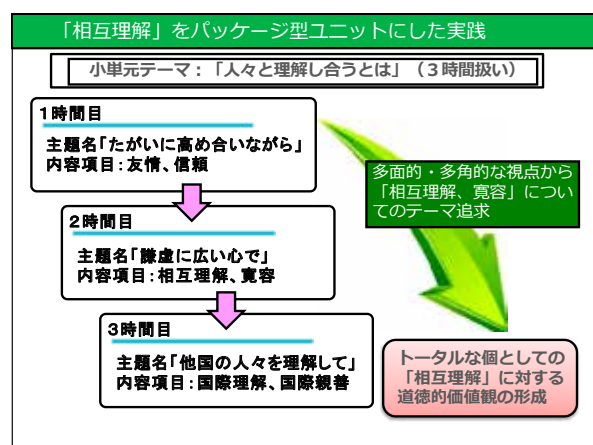 「相互理解」をパッケージ型ユニットにした実践
小単元テーマ：「人々と理解し合うとは」（３時間扱い）
１時間目
主題名「たがいに高め合いながら」
内容項目：友情、信頼
２時間目
主題名「謙虚に広い心で」
内容項目：相互理解、寛容
３時間目
主題名「他国の人々を理解して」
内容項目：国際理解、国際親善
多面的・多角的な視点から
「相互理解、寛容」につい
てのテーマ追求
トータルな個としての
「相互理解」に対する
道徳的価値観の形成